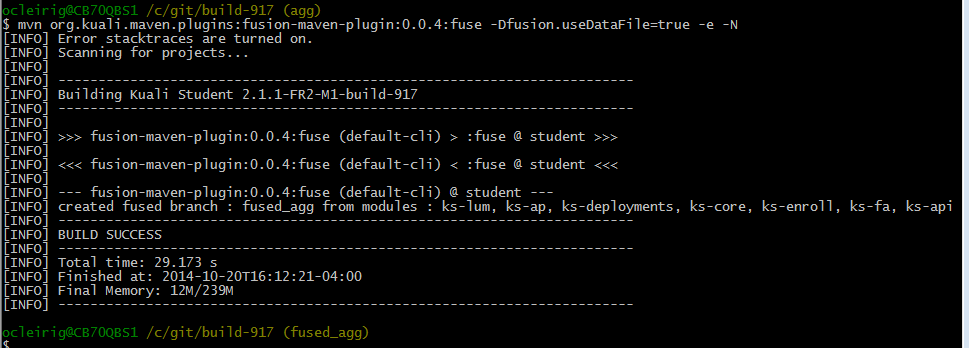 ocleirig@CB7OQBS1 /c/git/build-917 (agg)
$ mvn org.kuali.maven.plugins:fusion-maven-plugin:0.0.4:fuse -Dfusion.useDataFile=true -e -N
[INFO] Error stacktraces are turned on.
[INFO] Scanning for projects...
[INFO]
[INFO] ------------------------------------------------------------------------
[INFO] Building Kuali Student 2.1.1-FR2-M1-build-917
[INFO] ------------------------------------------------------------------------
[INFO]
[INFO] >>> fusion-maven-plugin:0.0.4:fuse (default-cli) > :fuse @ student >>>
[INFO]
[INFO] <<< fusion-maven-plugin:0.0.4:fuse (default-cli) < :fuse @ student <<<
[INFO]
[INFO] --- fusion-maven-plugin:0.0.4:fuse (default-cli) @ student ---
[INFO] created fused branch : fused_agg from modules : ks-lum, ks-ap, ks-deployments, ks-core, ks-enroll, ks-fa, ks-api
[INFO] ------------------------------------------------------------------------
[INFO] BUILD SUCCESS
[INFO] ------------------------------------------------------------------------
[INFO] Total time: 29.173 s
[INFO] Finished at: 2014-10-20T16:12:21-04:00
[INFO] Final Memory: 12M/239M
[INFO] ------------------------------------------------------------------------
ocleirig@CB7OQBS1 /c/git/build-917 (fused_agg)
$